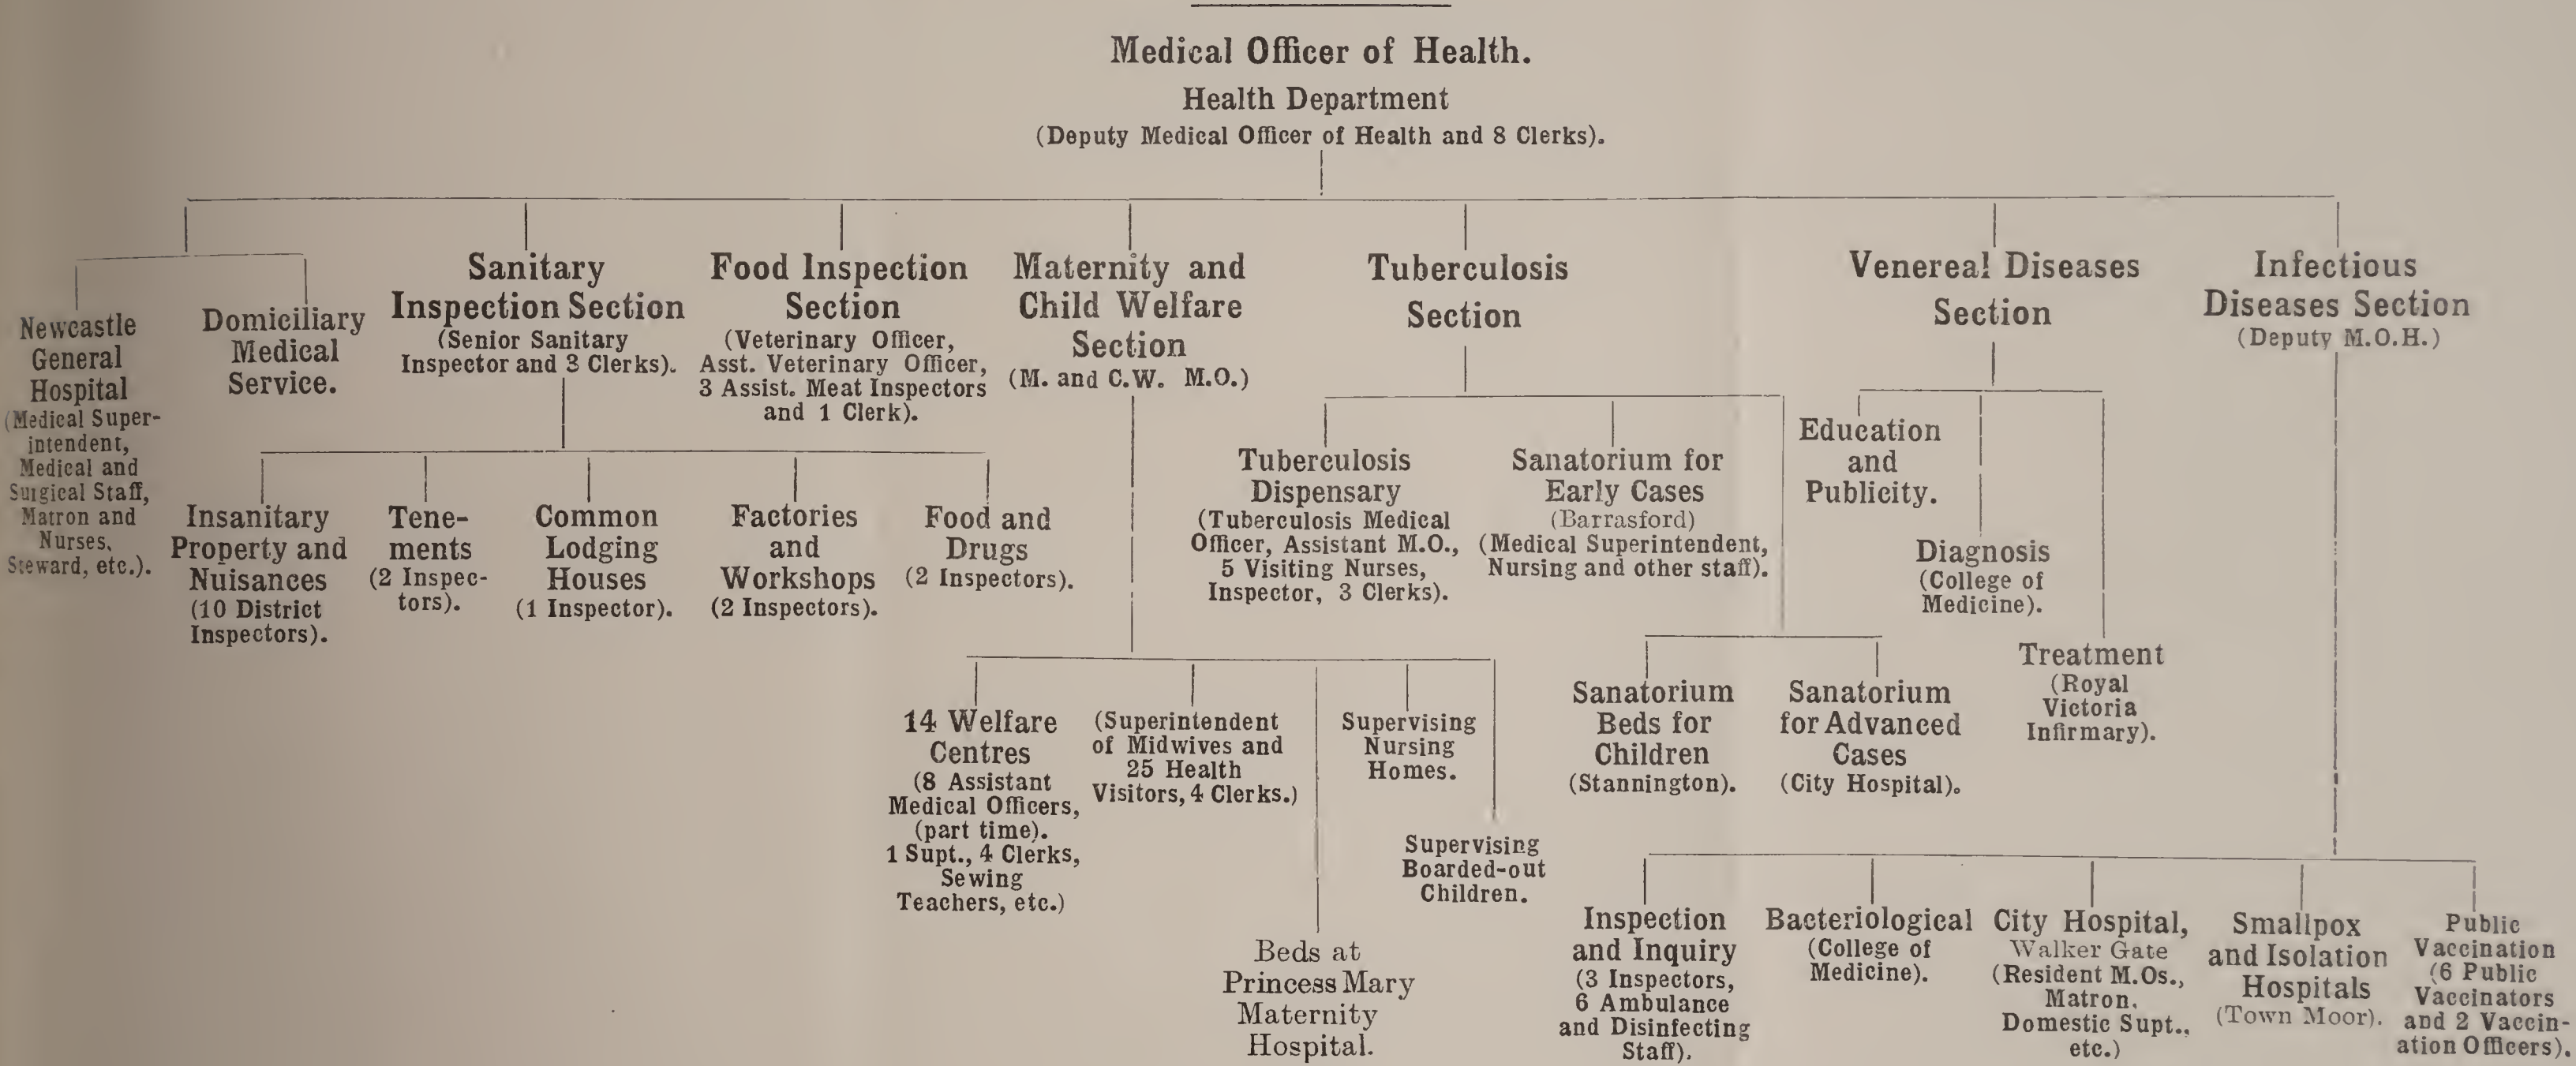 Medical Officer of Health.
Health Department
(Deputy Medical Officer of Health and 8 Clerks).
Newcastle
General
Hospital
(Medical Super-
intendent,
Medical and
Surgical Staff,
Matron and
Nurses,
Steward, etc.).
Domiciliary
Medical
Service.
Sanitary
Inspection Section
(Senior Sanitary
Inspector and 3 Clerks).
Insanitary
Property and
Nuisances
(10 District
Inspectors).
Tene-
ments
(2 Inspec-
tors).
Common
Lodging
Houses
(1 Inspector).
Factories
and
Workshops
(2 Inspectors).
Food and
Drugs
(2 Inspectors).
Food Inspection
Section
(Veterinary Officer,
Asst. Veterinary Officer,
3 Assist. Meat Inspectors
and 1 Clerk).
Maternity and
Child Welfare
Section
(M. and C.W. M.O.)
14 Welfare
Centres
(8 Assistant
Medical Officers,
(part time).
1 Supt., 4 Clerks,
Sewing
Teachers, etc.)
(Superintendent
of Midwives and
25 Health
Visitors, 4 Clerks.)
Beds at
Princess Mary
Maternity
Hospital.
Supervising
Nursing
Homes.
Supervising
Boarded-out
Children.
Tuberculosis
Section
Tuberculosis
Dispensary
(Tuberculosis Medical
Officer, Assistant M.O.,
5 Visiting Nurses,
Inspector, 3 Clerks).
Sanatorium for
Early Cases
(Barrasford)
(Medical Superintendent,
Nursing and other staff).
Sanatorium
Beds for
Children
(Stannington).
Sanatorium
for Advanced
Cases
(City Hospital).
Venereal Diseases
Section
Education
and
Publicity.
Diagnosis
(College of
Medicine).
Treatment
(Royal
Victoria
Infirmary).
Infectious
Diseases Section
(Deputy M.O.H.)
Inspection
and Inquiry
(3 Inspectors,
6 Ambulance
and Disinfecting
Staff).
Bacteriological
(College of
Medicine).
City Hospital,
Walker Gate
(Resident M.Os.,
Matron,
Domestic Supt.,
etc.)
Smallpox
and Isolation
Hospitals
(Town Moor).
Public
Vaccination
(6 Public
Vaccinators
and 2 Vaccin-
ation Officers).